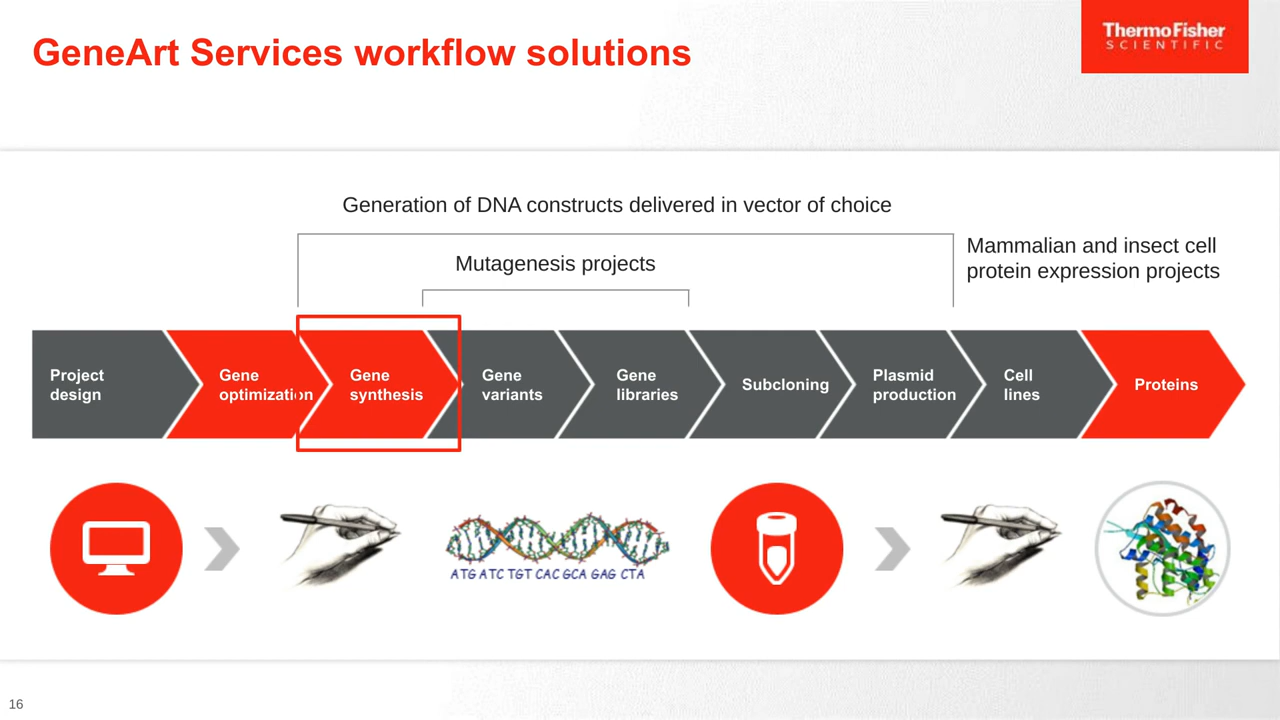 GeneArt Services workflow solutions
ThermoFisher
SCIENTIFIC
Generation of DNA constructs delivered in vector of choice
Mutagenesis projects
Mammalian and insect cell
protein expression projects
Project
design
Gene
optimization
Gene
synthesis
Gene
variants
Gene
libraries
Subcloning
Plasmid
production
Cell
lines
Proteins
ATG ATC TGT CAC GCA GAG CTA
16